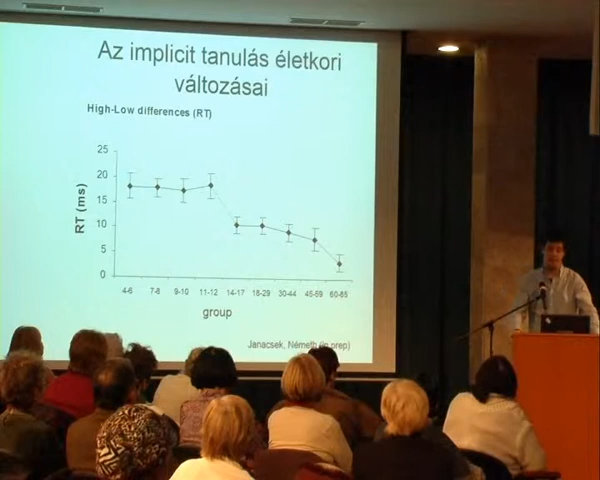 Az implicit tanulás életkori
változásai
High-Low differences (RT)
RT (ms)
25
20
15
10
5
0
4-6 7-8 9-10 11-12 14-17 18-29 30-44 45-59 60-85
group
Janacsek, Németh (in prep)